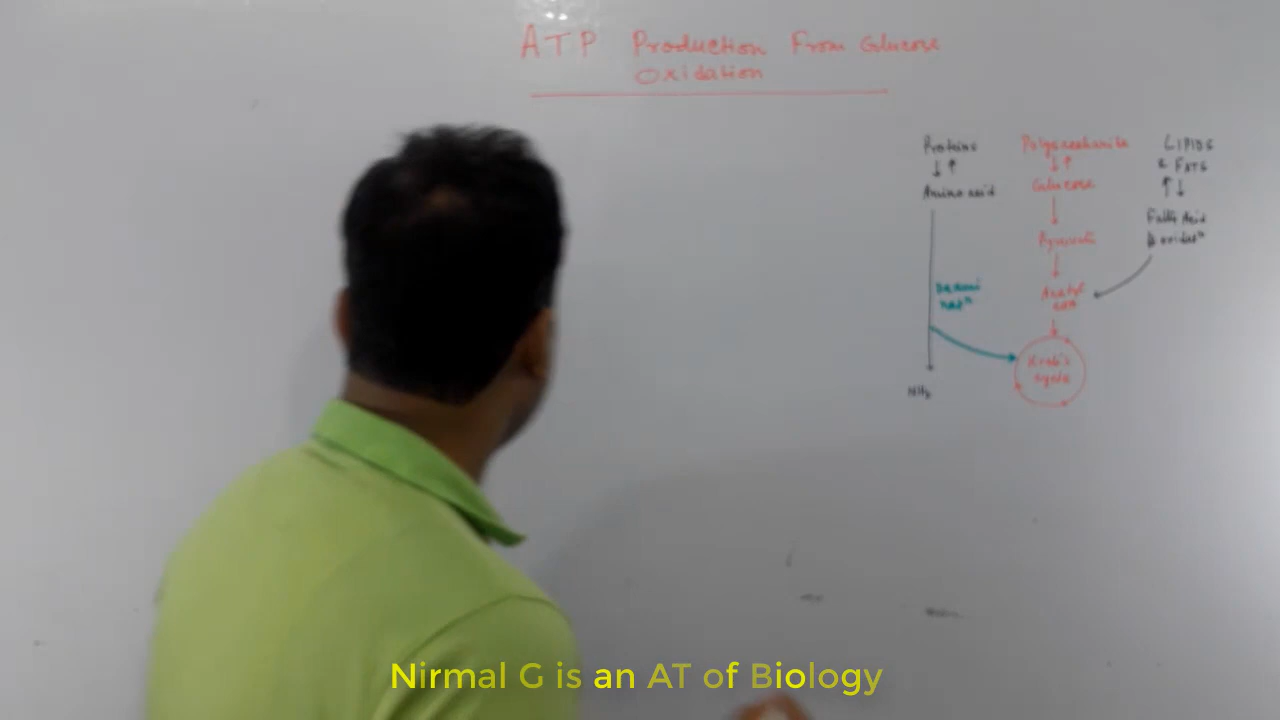 ATP Production From Glucose
Oxidation
Proteins
Amino acid
NH₂
Polysaccharide
Glucose
Pyruvate
Acetyl
CoA
Kreb's
cycle
LIPIDS
& FATS
Fatty Acid
Nirmal G is an AT of Biology